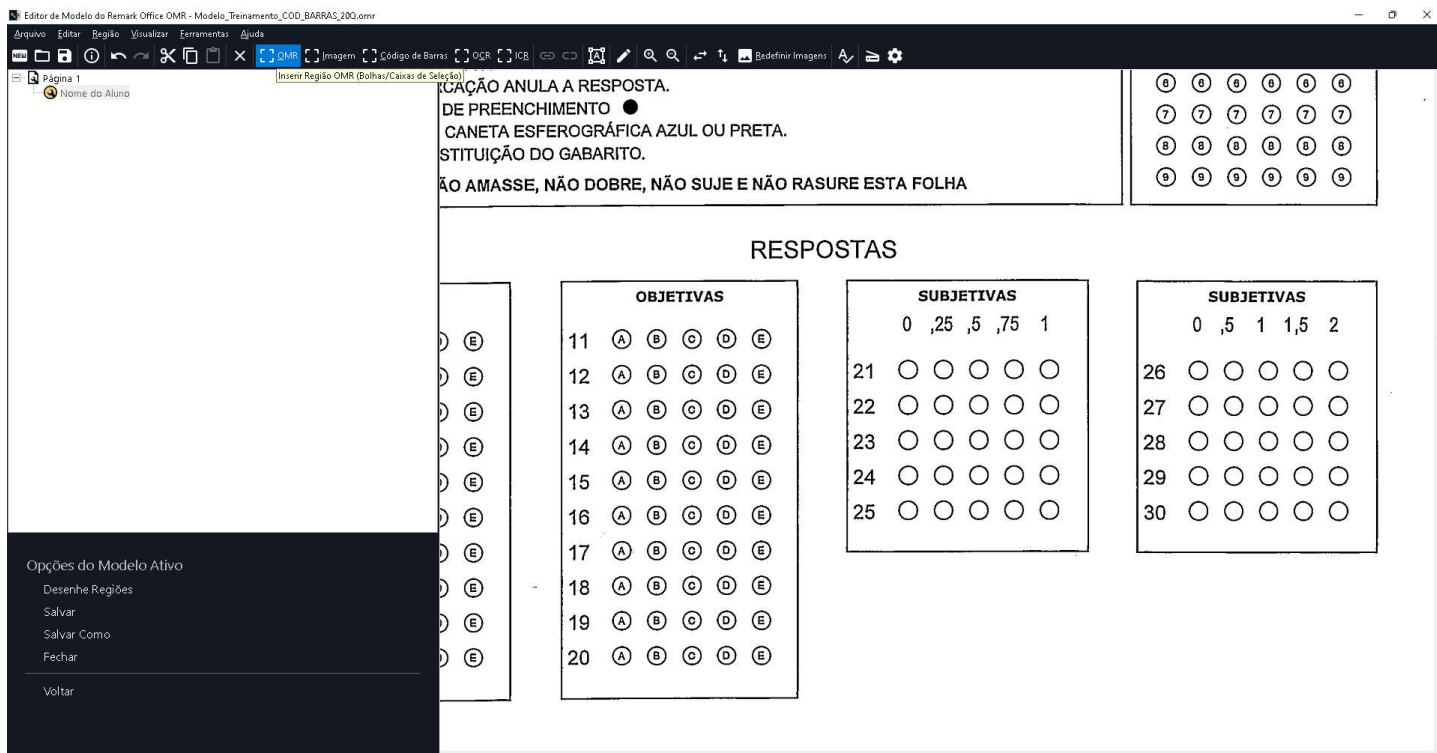 Editor de Modelo do Remark Office OMR - Modelo_Treinamento_COD_BARRAS_20Q.omr
Arquivo Editar Região Visualizar Ferramentas Ajuda
NEW OMR Imagem Código de Barras OCR ICR A Redefinir Imagens
Inserir Região OMR (Bolhas/Caixas de Seleção)
Página 1
Nome do Aluno
Opções do Modelo Ativo
Desenhe Regiões
Salvar
Salvar Como
Fechar
Voltar
CAÇÃO ANULA A RESPOSTA.
DE PREENCHIMENTO
CANETA ESFEROGRÁFICA AZUL OU PRETA.
STITUIÇÃO DO GABARITO.
ÃO AMASSE, NÃO DOBRE, NÃO SUJE E NÃO RASURE ESTA FOLHA
6 6 6 6 6 6
7 7 7 7 7 7
8 8 8 8 8 8
9 9 9 9 9 9
RESPOSTAS
E
E
E
E
E
E
E
E
E
E
OBJETIVAS
11 A B C D E
12 A B C D E
13 A B C D E
14 A B C D E
15 A B C D E
16 A B C D E
17 A B C D E
18 A B C D E
19 A B C D E
20 A B C D E
SUBJETIVAS
0 ,25 ,5 ,75 1
21
22
23
24
25
SUBJETIVAS
0 ,5 1 1,5 2
26
27
28
29
30